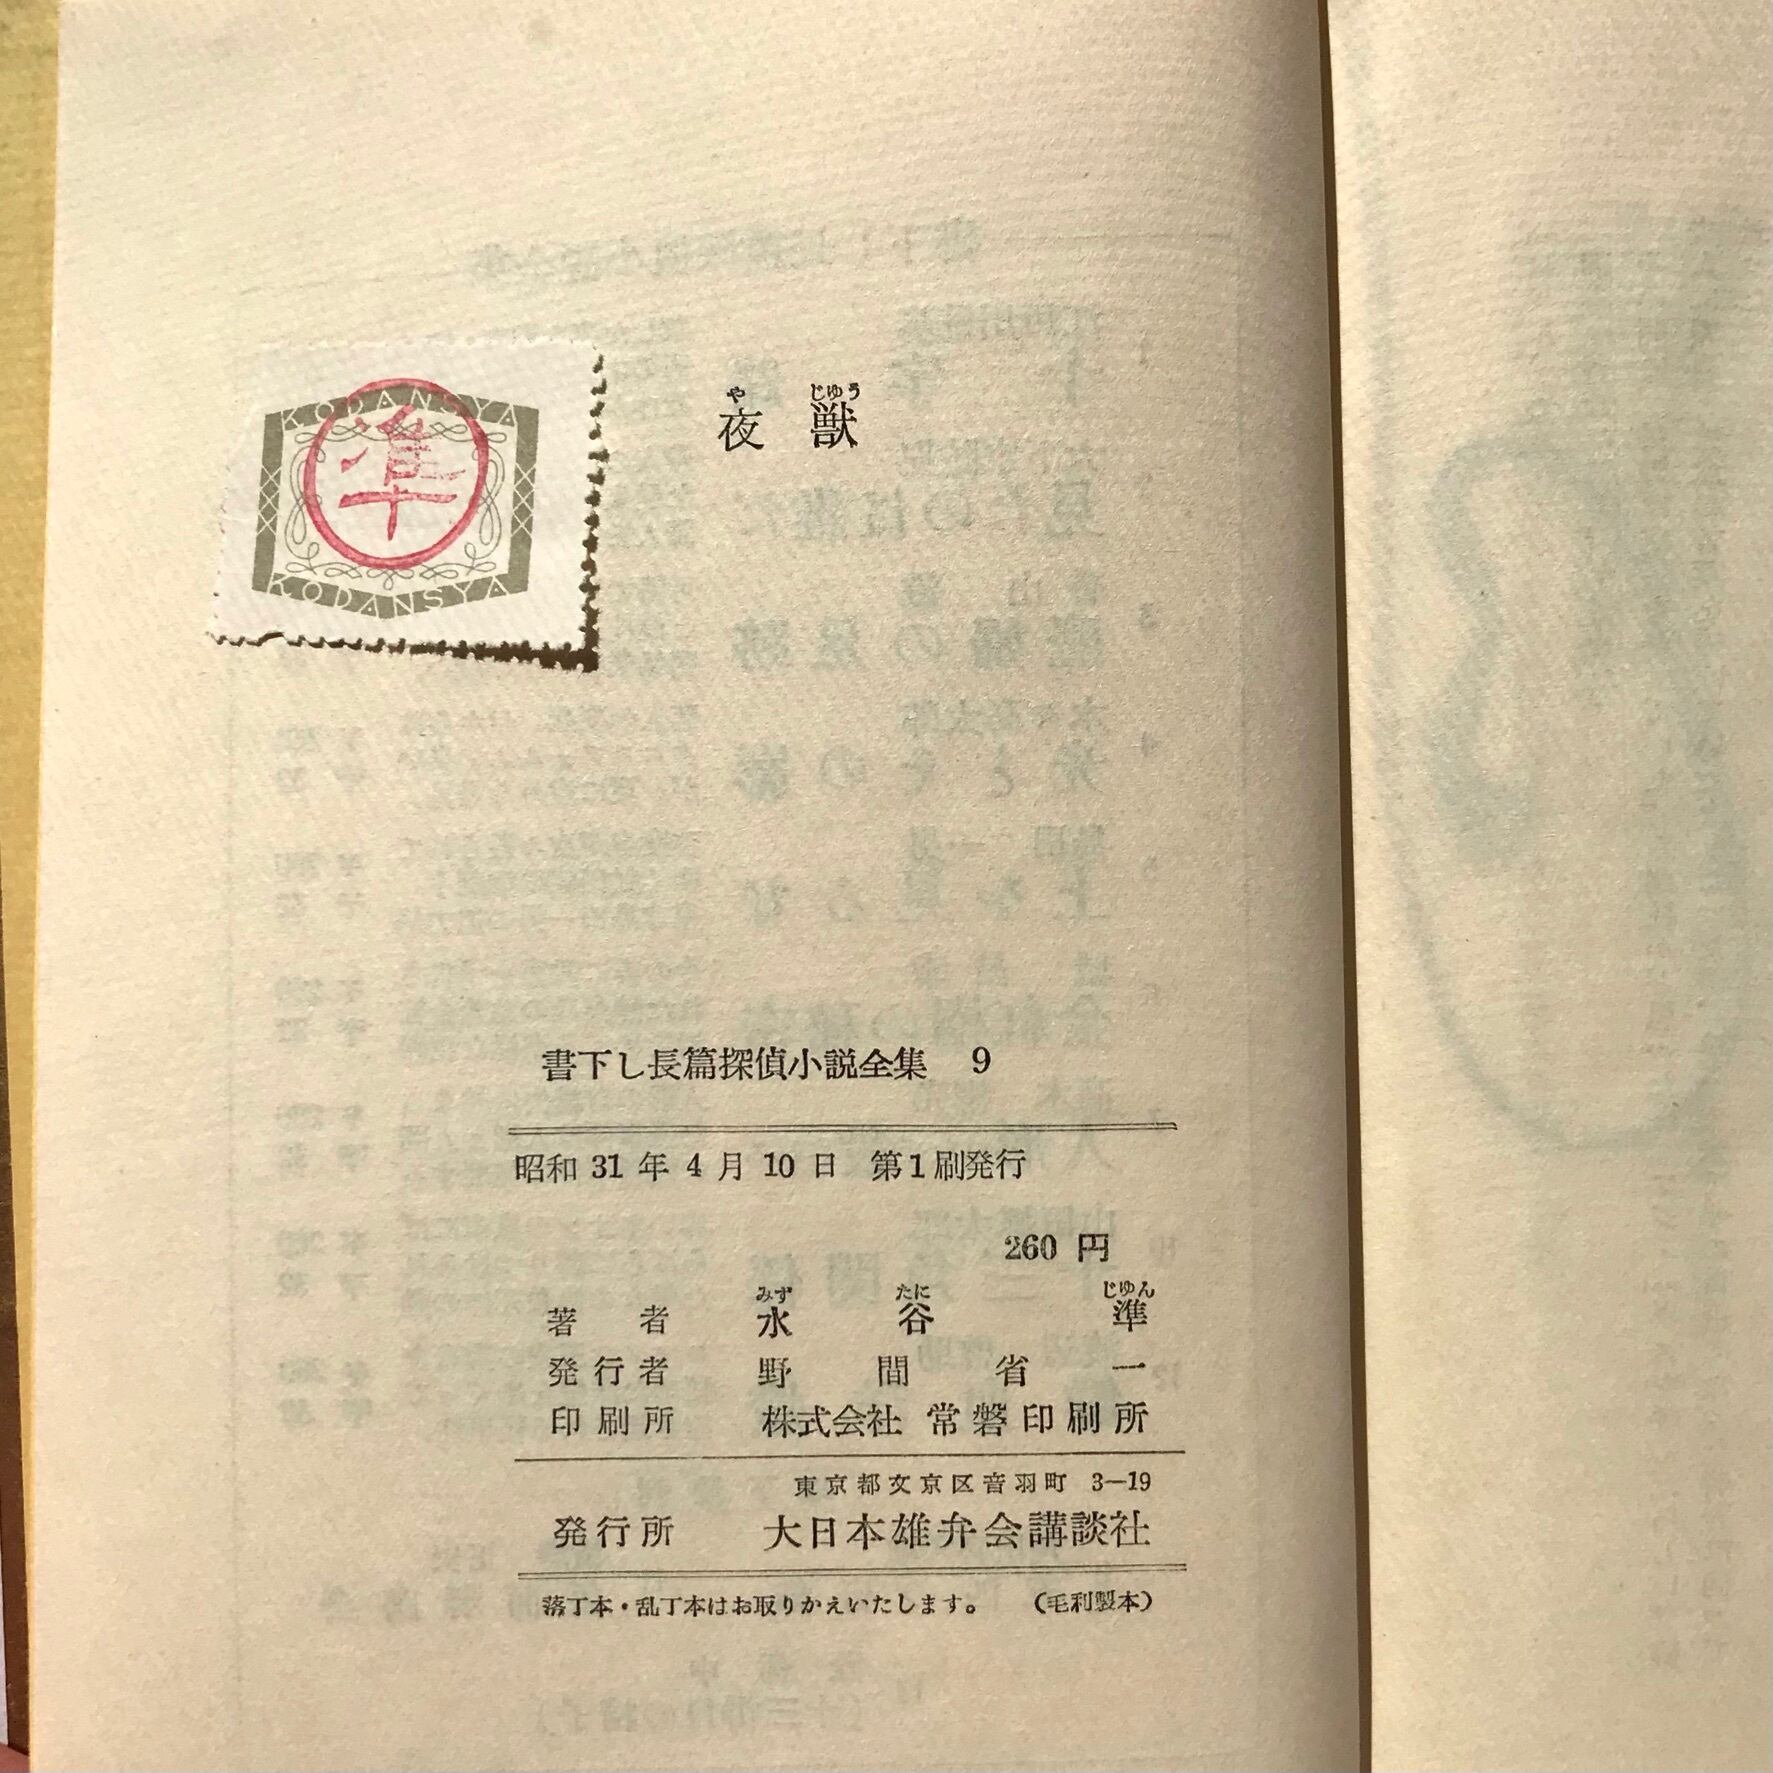 KODANSYA
準
KODANSYA
やじゅう
夜獣
書下し長篇探偵小説全集 9
昭和 31 年 4 月 10 日 第1刷発行
260 円
みずたにじゅん
著者 水谷準
発行者 野間省一
印刷所 株式会社 常磐印刷所
東京都文京区音羽町 3—19
発行所 大日本雄弁会講談社
落丁本・乱丁本はお取りかえいたします。 (毛利製本)